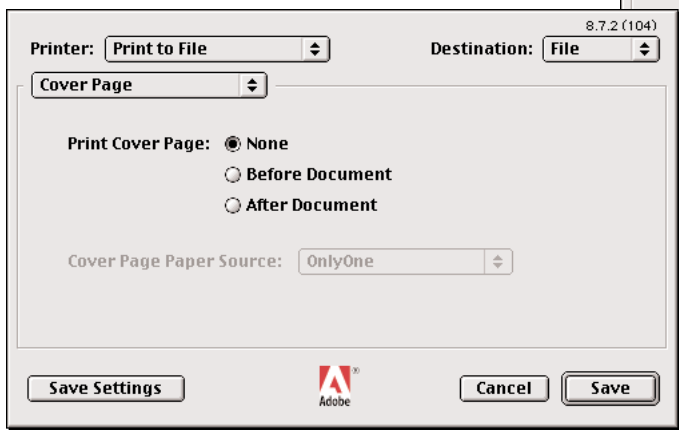 8.7.2 (104)
Printer: Print to File Destination: File
Cover Page
Print Cover Page: None
Before Document
After Document
Cover Page Paper Source: OnlyOne
Save Settings Adobe® Cancel Save